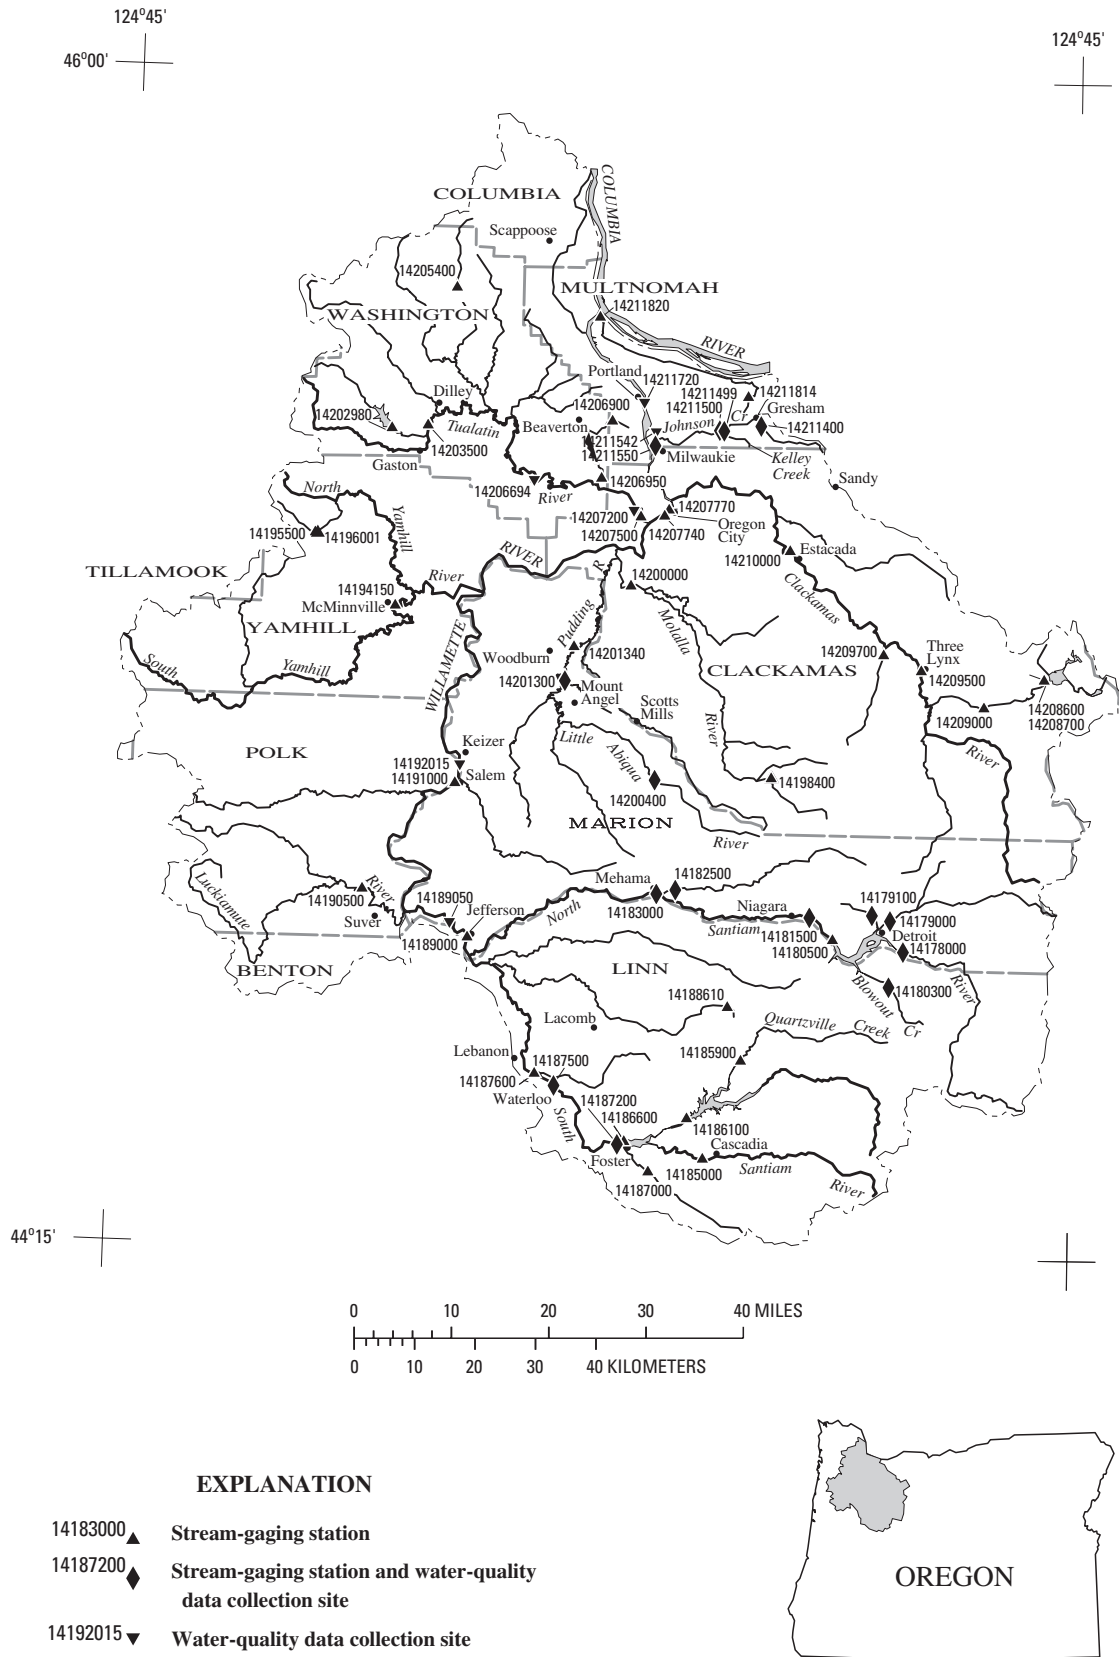 124°45'
124°45'
46°00'
COLUMBIA
COLUMBIA
Scappoose
14205400
MULTNOMAH
14211820
WASHINGTON
RIVER
Portland
14211720
14211499
14211814
Dilley
14206900
14211500
Cr
Gresham
14202980
Tualatin
Beaverton
Johnson
14211400
14211542
14203500
14211550
Milwaukie
Kelley
Creek
Gaston
14206694
River
14206950
Sandy
North
Yamhill
14207200
14207770
14195500
14196001
14207500
14207740
Oregon
City
RIVER
14210000
Estacada
TILLAMOOK
River
R
14200000
Clackamas
14194150
McMinnville
YAMHILL
WILLAMETTE
Pudding
Molalla
14201340
South
Yamhill
Woodburn
CLACKAMAS
14209700
Three
Lynx
14209500
14201300
Mount
Angel
Scotts
Mills
River
14209000
14208600
14208700
POLK
Keizer
Little
Abiqua
River
14192015
14191000
Salem
14200400
14198400
MARION
River
Luckiamute
River
Mehama
14182500
14190500
Suver
14189050
Jefferson
North
14183000
Niagara
14179100
14179000
Santiam
14181500
Detroit
14189000
14180500
14178000
BENTON
LINN
River
Blowout
14180300
14188610
Cr
Lacomb
Quartzville
Creek
Lebanon
14187500
14185900
14187600
Waterloo
14187200
14186600
South
14186100
Cascadia
Foster
14185000
Santiam
14187000
River
44°15'
0 10 20 30 40 MILES
0 10 20 30 40 KILOMETERS
EXPLANATION
14183000 Stream-gaging station
14187200 Stream-gaging station and water-quality
data collection site
14192015 Water-quality data collection site
OREGON